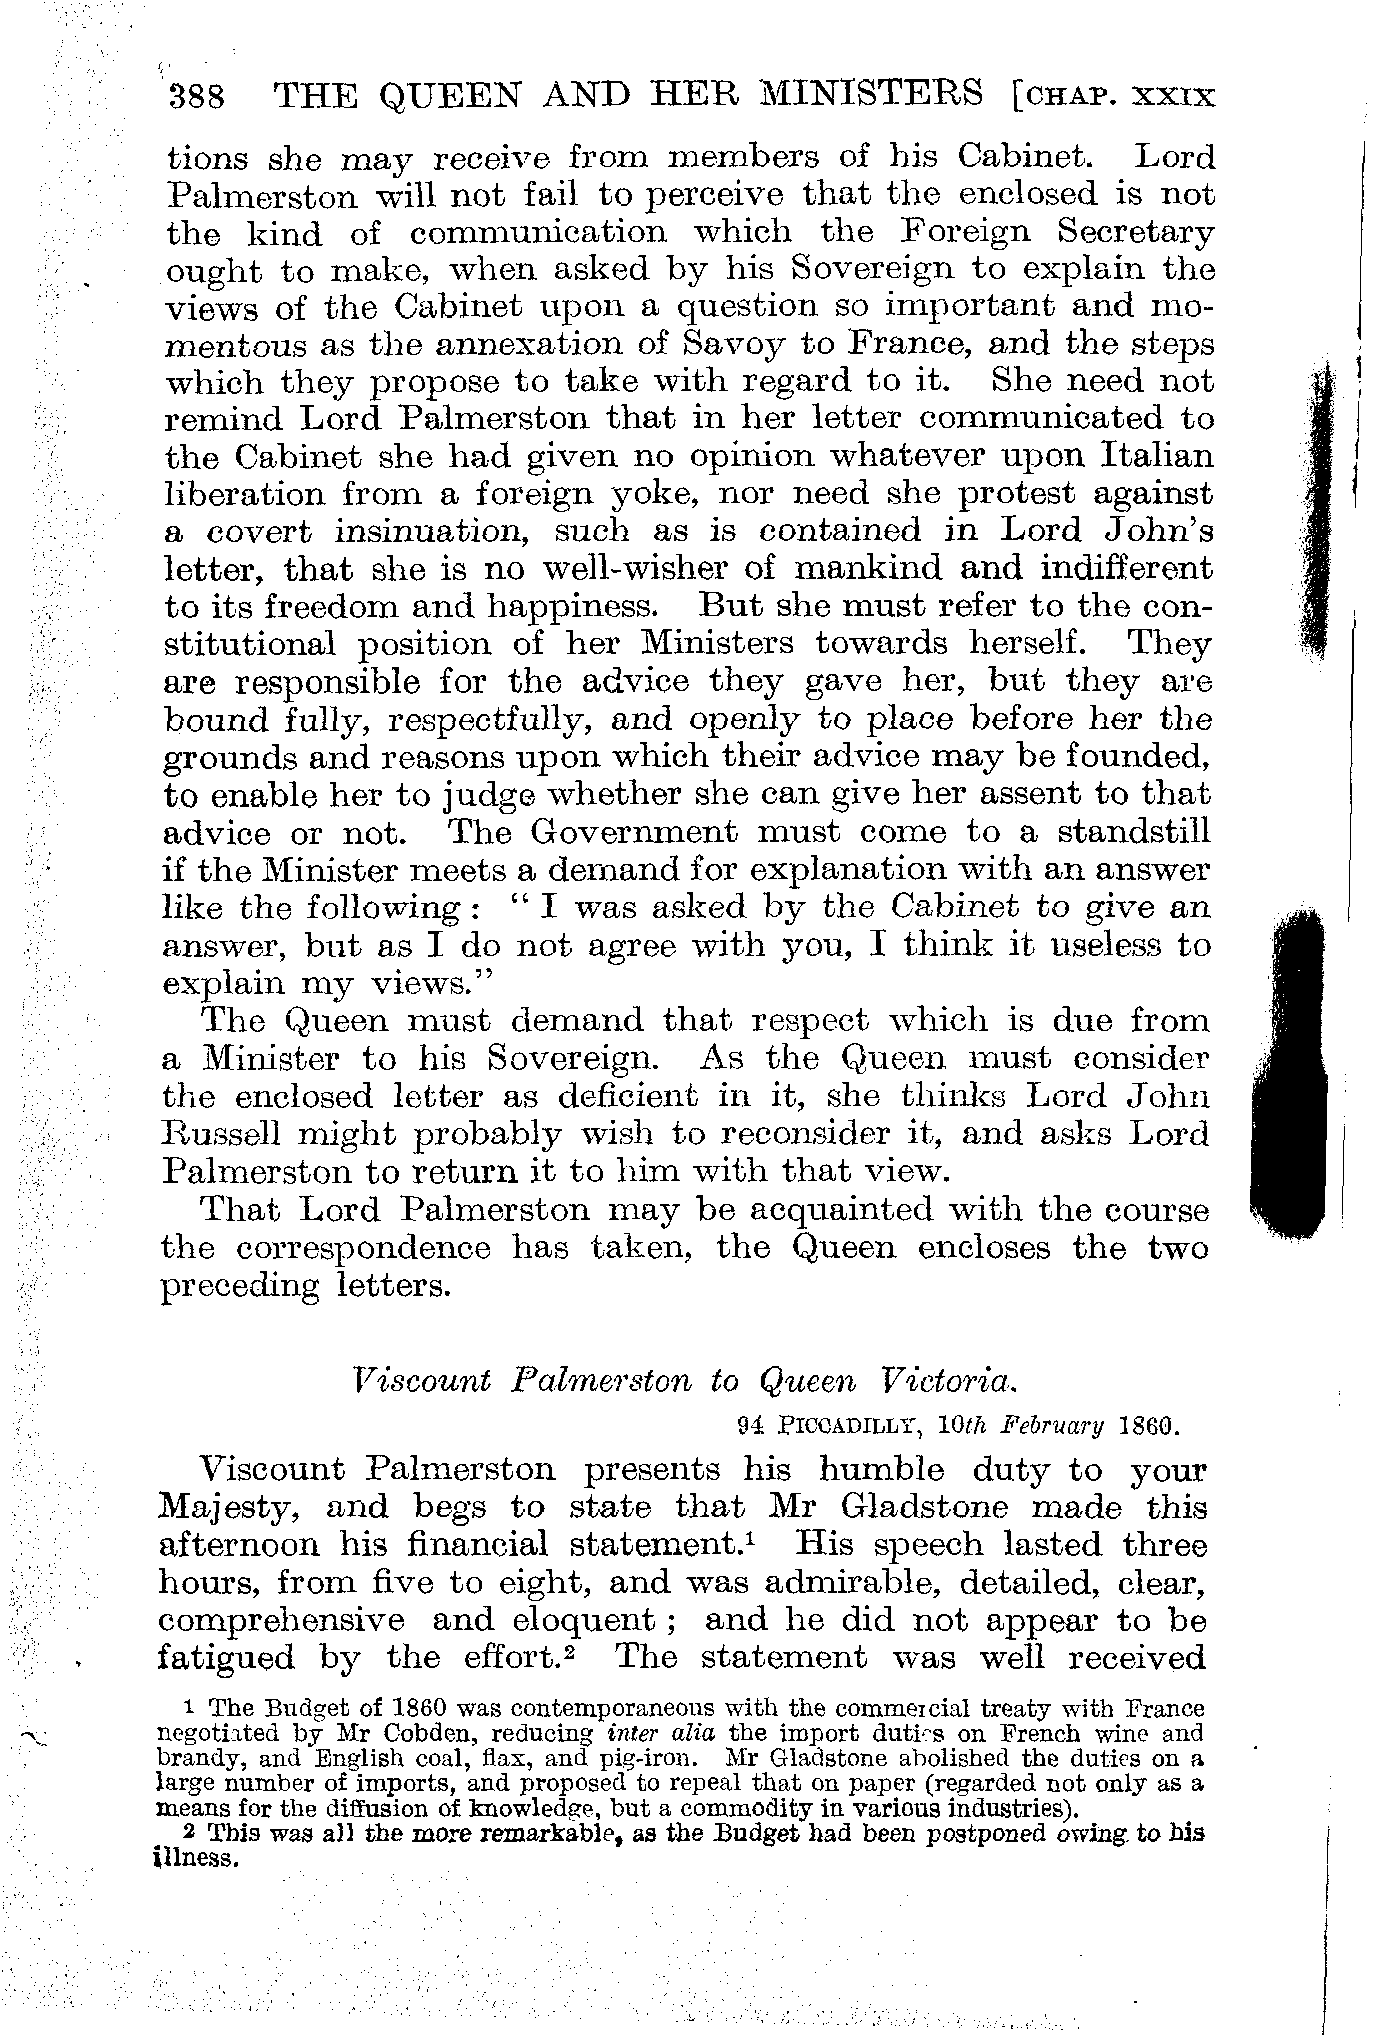 388 THE QUEEN AND HER MINISTERS [CHAP. XXIX
tions she may receive from members of his Cabinet. Lord
Palmerston will not fail to perceive that the enclosed is not
the kind of communication which the Foreign Secretary
ought to make, when asked by his Sovereign to explain the
views of the Cabinet upon a question so important and mo-
mentous as the annexation of Savoy to France, and the steps
which they propose to take with regard to it. She need not
remind Lord Palmerston that in her letter communicated to
the Cabinet she had given no opinion whatever upon Italian
liberation from a foreign yoke, nor need she protest against
a covert insinuation, such as is contained in Lord John's
letter, that she is no well-wisher of mankind and indifferent
to its freedom and happiness. But she must refer to the con-
stitutional position of her Ministers towards herself. They
are responsible for the advice they gave her, but they are
bound fully, respectfully, and openly to place before her the
grounds and reasons upon which their advice may be founded,
to enable her to judge whether she can give her assent to that
advice or not. The Government must come to a standstill
if the Minister meets a demand for explanation with an answer
like the following: "I was asked by the Cabinet to give an
answer, but as I do not agree with you, I think it useless to
explain my views."
The Queen must demand that respect which is due from
a Minister to his Sovereign. As the Queen must consider
the enclosed letter as deficient in it, she thinks Lord John
Russell might probably wish to reconsider it, and asks Lord
Palmerston to return it to him with that view.
That Lord Palmerston may be acquainted with the course
the correspondence has taken, the Queen encloses the two
preceding letters.
Viscount Palmerston to Queen Victoria.
94 PICCADILLY, 10th February 1860.
Viscount Palmerston presents his humble duty to your
Majesty, and begs to state that Mr Gladstone made this
afternoon his financial statement.¹ His speech lasted three
hours, from five to eight, and was admirable, detailed, clear,
comprehensive and eloquent; and he did not appear to be
fatigued by the effort.² The statement was well received
1 The Budget of 1860 was contemporaneous with the commercial treaty with France
negotiated by Mr Cobden, reducing inter alia the import duties on French wine and
brandy, and English coal, flax, and pig-iron. Mr Gladstone abolished the duties on a
large number of imports, and proposed to repeal that on paper (regarded not only as a
means for the diffusion of knowledge, but a commodity in various industries).
2 This was all the more remarkable, as the Budget had been postponed owing to his
illness.